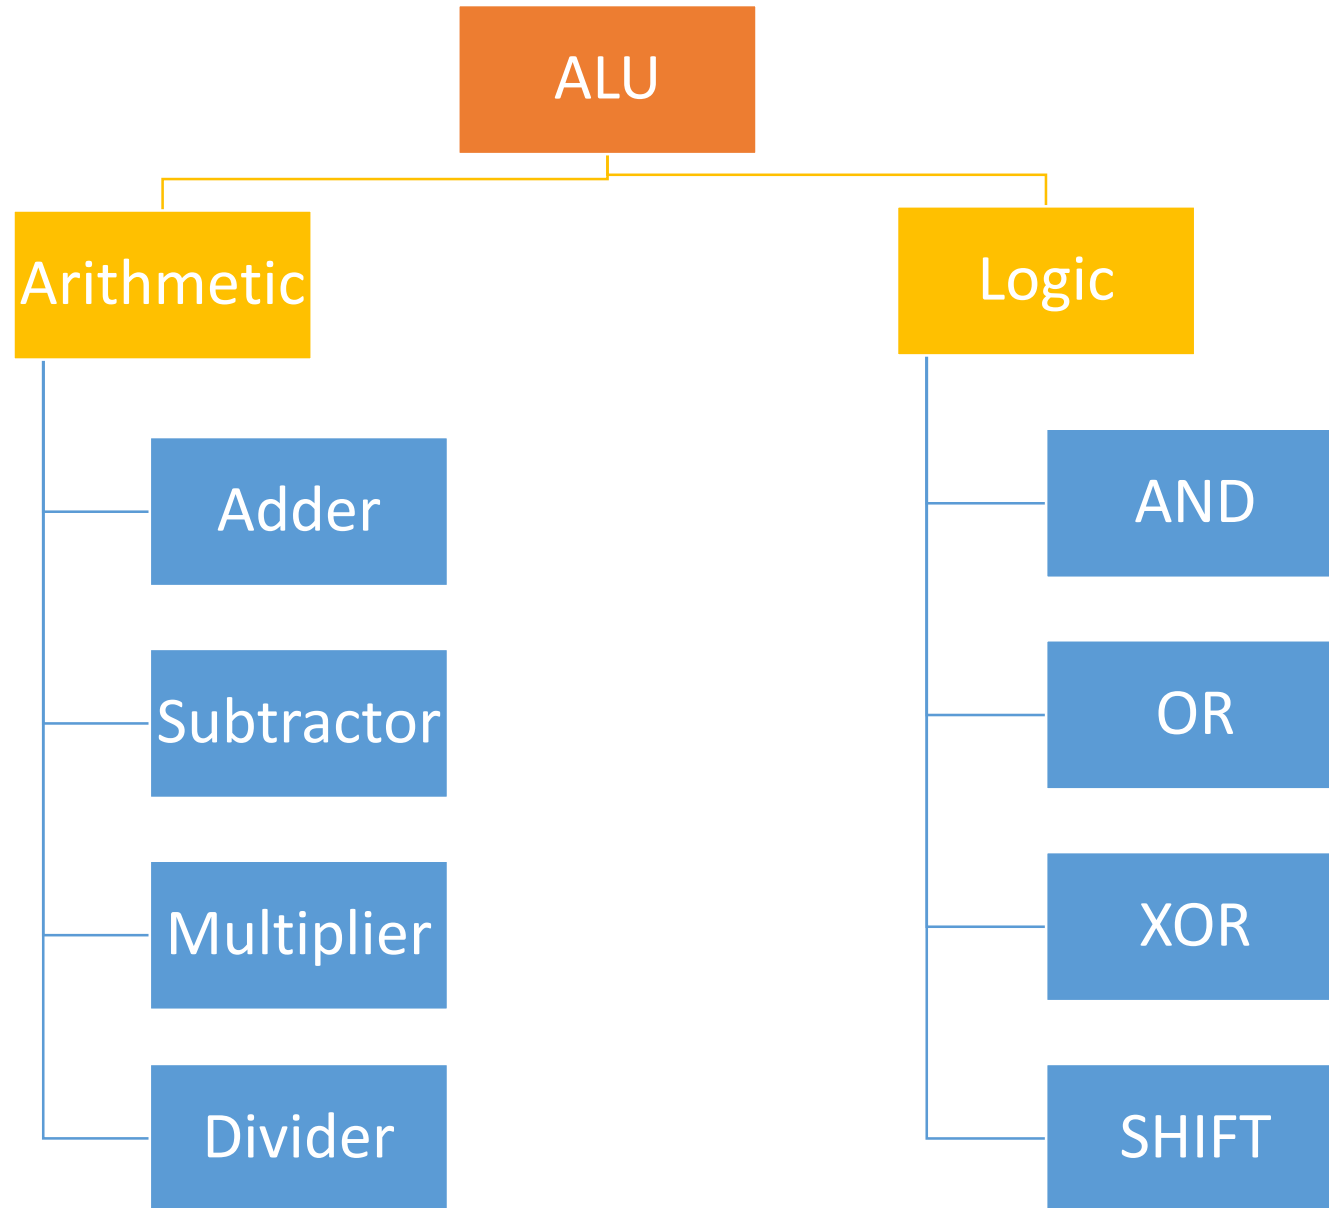 ALU
Arithmetic
Logic
Adder
Subtractor
Multiplier
Divider
AND
OR
XOR
SHIFT